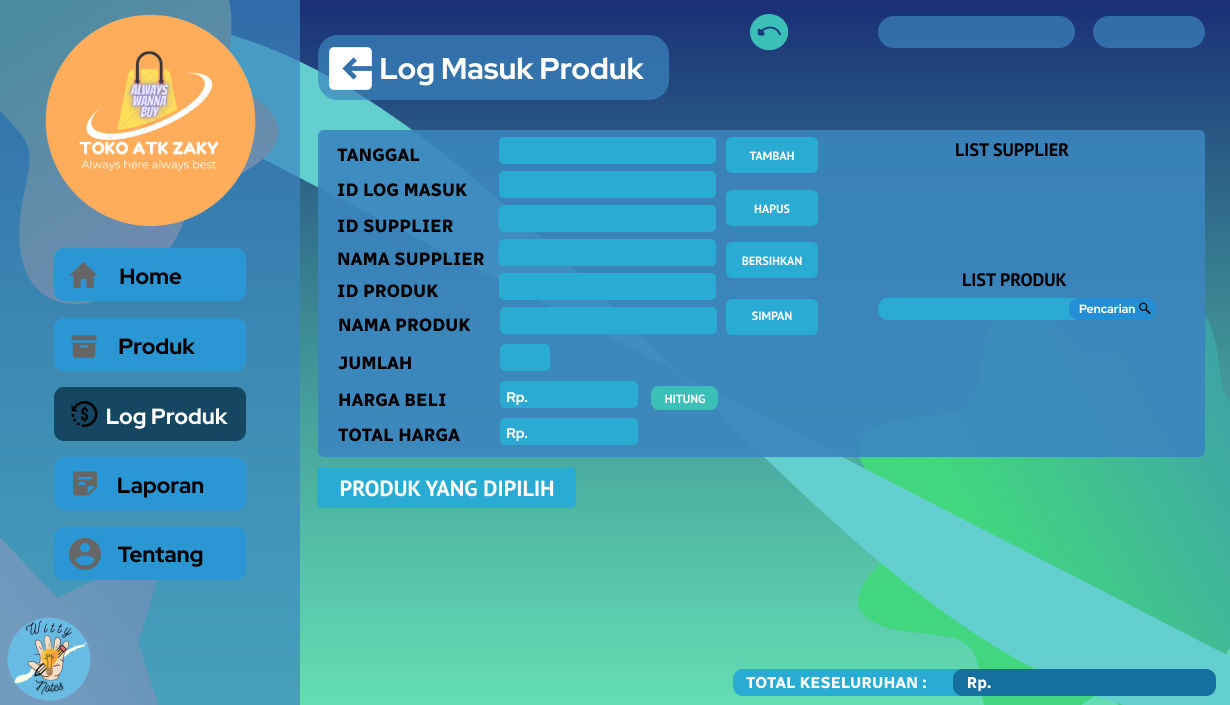 ALWAYS
WANNA
BUY
TOKO ATK ZAKY
Always here always best
Home
Produk
Log Produk
Laporan
Tentang
Witty
Notes
Log Masuk Produk
TANGGAL
ID LOG MASUK
ID SUPPLIER
NAMA SUPPLIER
ID PRODUK
NAMA PRODUK
JUMLAH
HARGA BELI Rp. HITUNG
TOTAL HARGA Rp.
TAMBAH
HAPUS
BERSIHKAN
SIMPAN
LIST SUPPLIER
LIST PRODUK
Pencarian
PRODUK YANG DIPILIH
TOTAL KESELURUHAN : Rp.